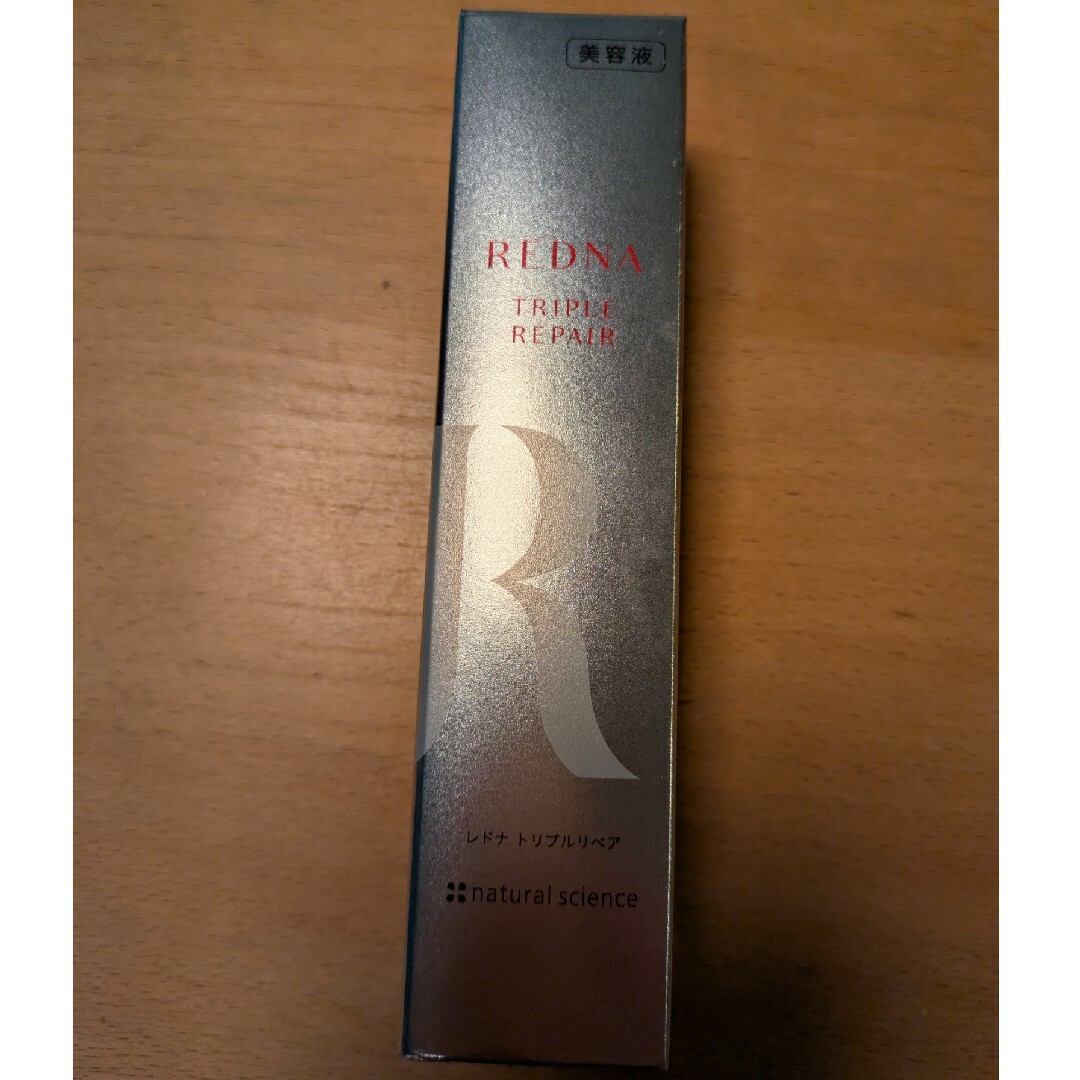 美容液
REDNA
TRIPLE
REPAIR
R
レドナ トリプルリペア
natural science